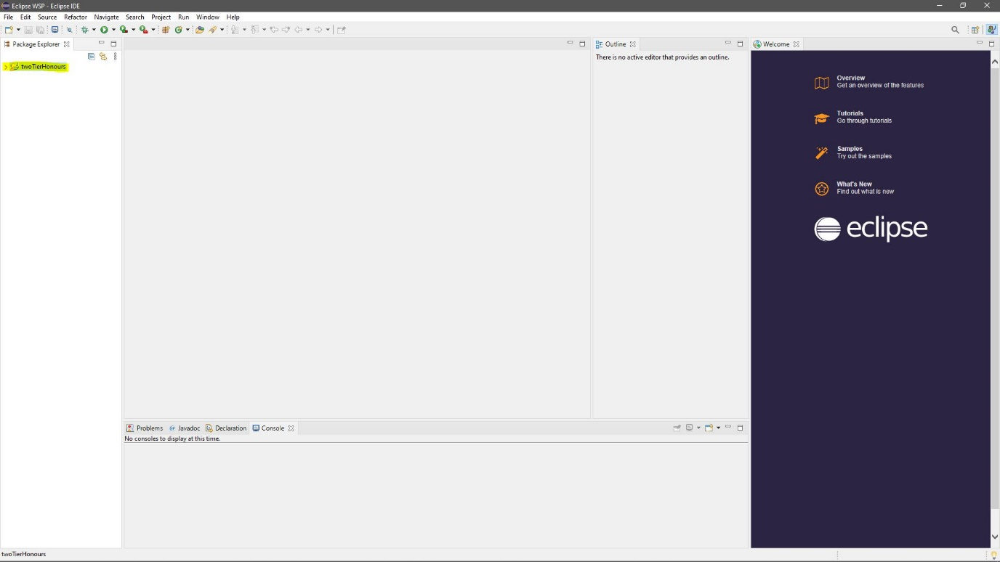 Eclipse WSP - Eclipse IDE
File Edit Source Refactor Navigate Search Project Run Window Help
Package Explorer
twoTierHonours
Outline
There is no active editor that provides an outline.
Welcome
Overview
Get an overview of the features
Tutorials
Go through tutorials
Samples
Try out the samples
What's New
Find out what is new
eclipse
Problems @ Javadoc Declaration Console
No consoles to display at this time.
twoTierHonours